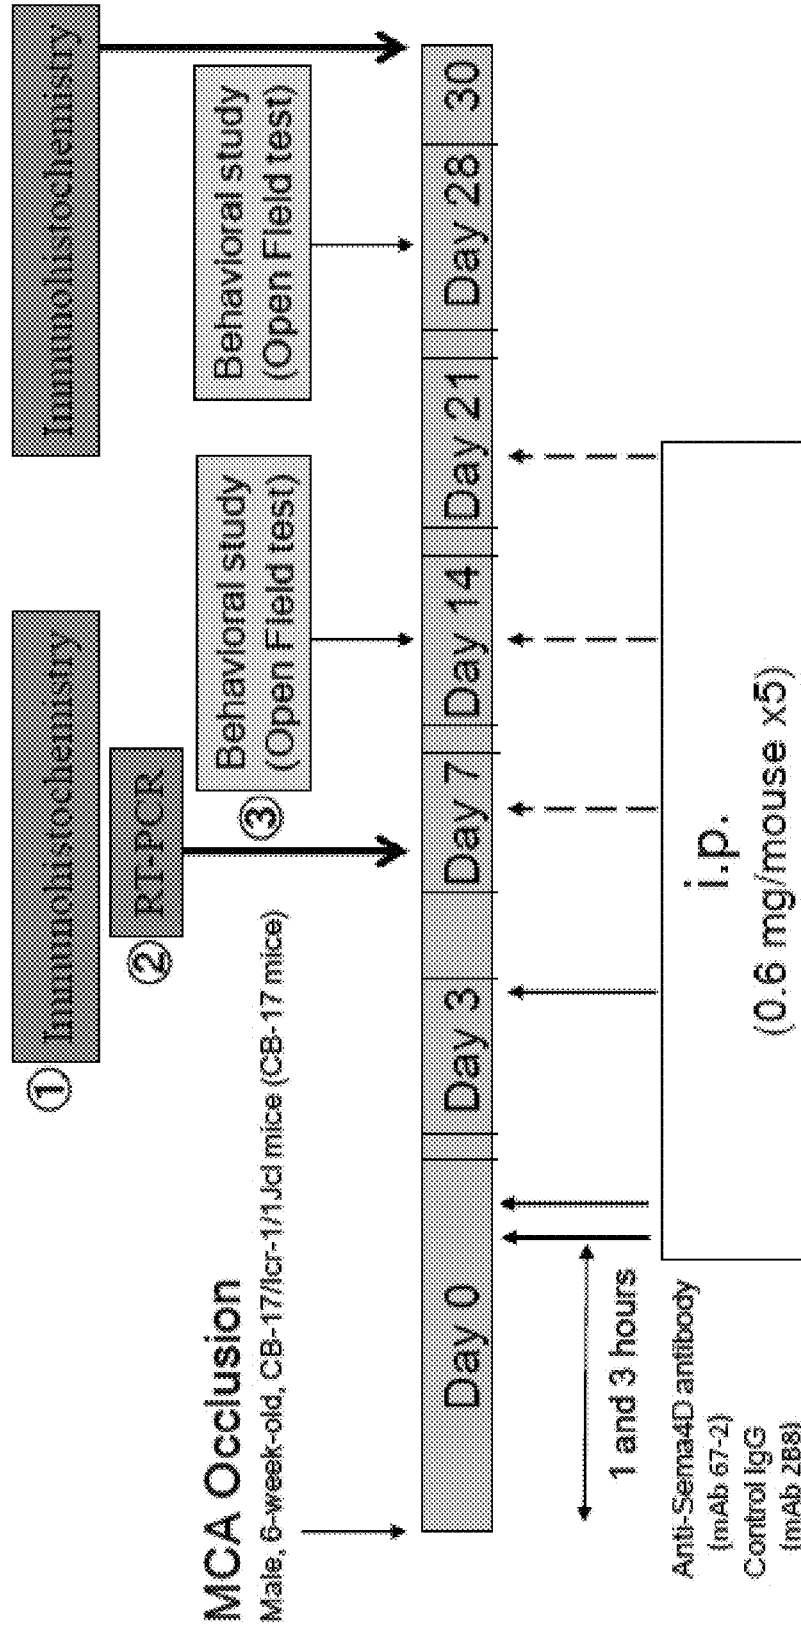 ① Immunohistochemistry
Immunohistochemistry
② RT-PCR
③
Behavioral study
(Open Field test)
Behavioral study
(Open Field test)
MCA Occlusion
Male, 6-week-old, CB-17/Icr-1/1Jcl mice (CB-17 mice)
Day 0 Day 3 Day 7 Day 14 Day 21 Day 28 30
1 and 3 hours
Anti-Sema4D antibody
(mAb 67-2)
Control IgG
(mAb 2B8)
i.p.
(0.6 mg/mouse x5)